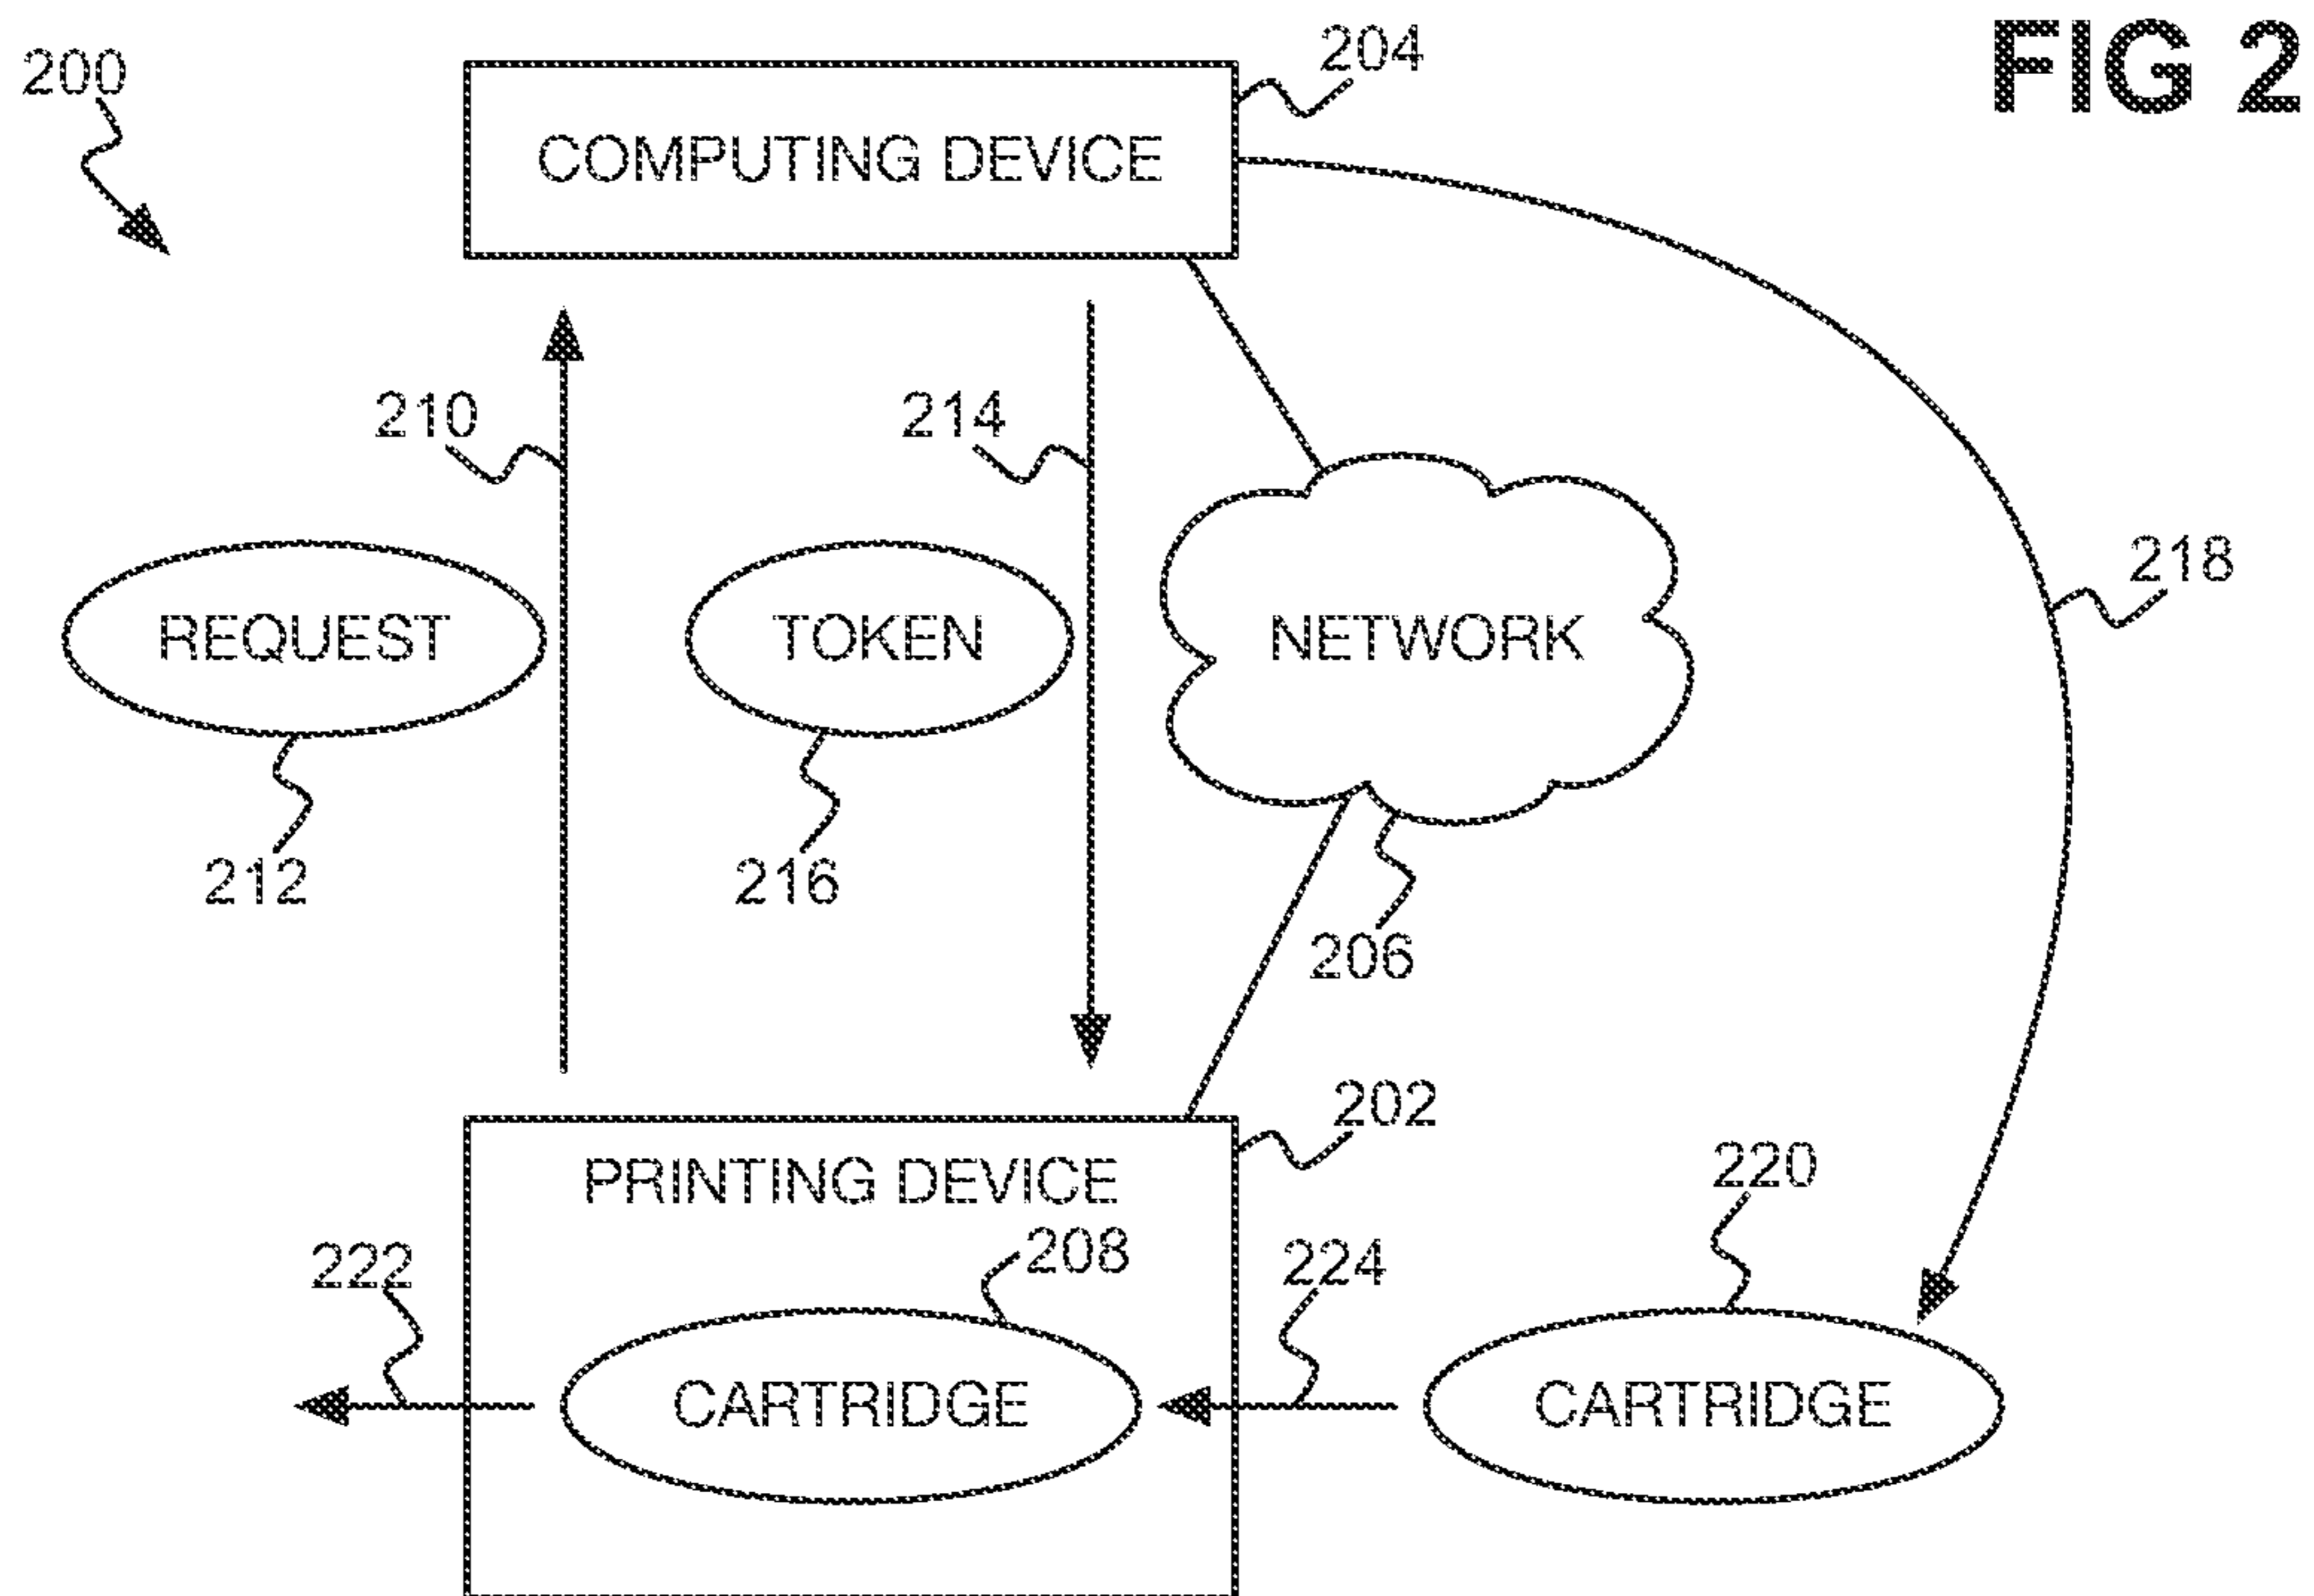 FIG 2
200
204
COMPUTING DEVICE
210
214
218
REQUEST
TOKEN
NETWORK
212
216
206
202
PRINTING DEVICE
220
222
208
224
CARTRIDGE
CARTRIDGE